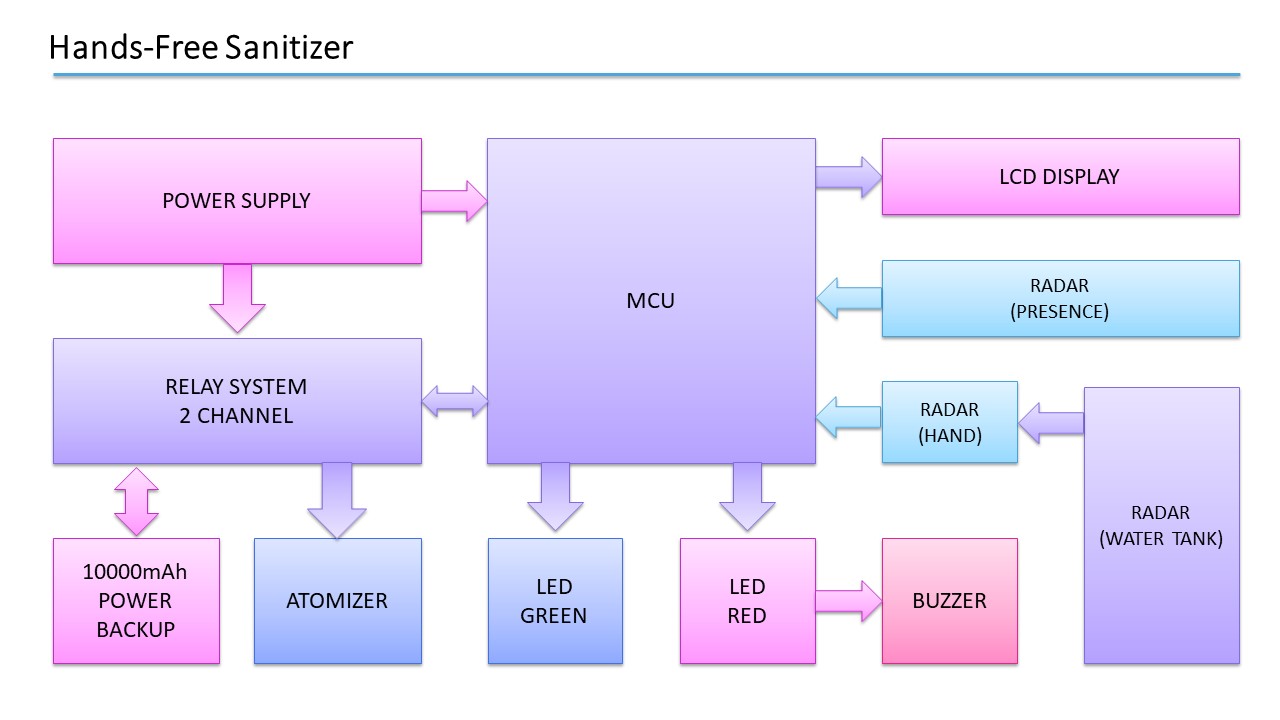 Hands-Free Sanitizer
POWER SUPPLY
MCU
LCD DISPLAY
RADAR
(PRESENCE)
RELAY SYSTEM
2 CHANNEL
RADAR
(HAND)
RADAR
(WATER TANK)
10000mAh
POWER
BACKUP
ATOMIZER
LED
GREEN
LED
RED
BUZZER